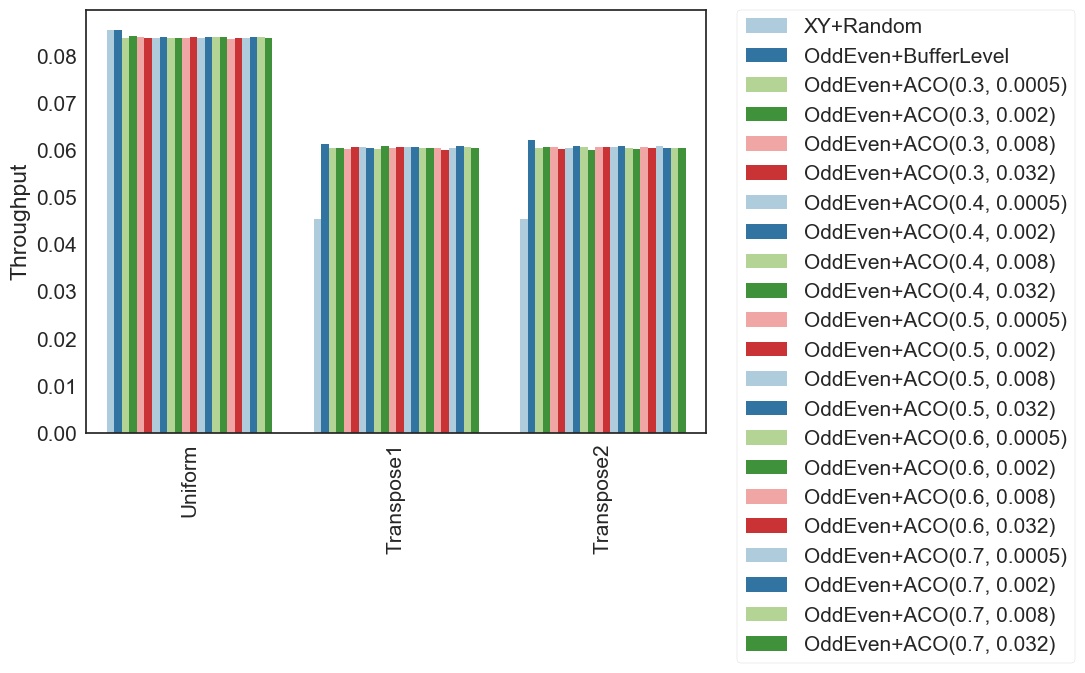 Throughput
0.08
0.07
0.06
0.05
0.04
0.03
0.02
0.01
0.00
Uniform
Transpose1
Transpose2
XY+Random
OddEven+BufferLevel
OddEven+ACO(0.3, 0.0005)
OddEven+ACO(0.3, 0.002)
OddEven+ACO(0.3, 0.008)
OddEven+ACO(0.3, 0.032)
OddEven+ACO(0.4, 0.0005)
OddEven+ACO(0.4, 0.002)
OddEven+ACO(0.4, 0.008)
OddEven+ACO(0.4, 0.032)
OddEven+ACO(0.5, 0.0005)
OddEven+ACO(0.5, 0.002)
OddEven+ACO(0.5, 0.008)
OddEven+ACO(0.5, 0.032)
OddEven+ACO(0.6, 0.0005)
OddEven+ACO(0.6, 0.002)
OddEven+ACO(0.6, 0.008)
OddEven+ACO(0.6, 0.032)
OddEven+ACO(0.7, 0.0005)
OddEven+ACO(0.7, 0.002)
OddEven+ACO(0.7, 0.008)
OddEven+ACO(0.7, 0.032)